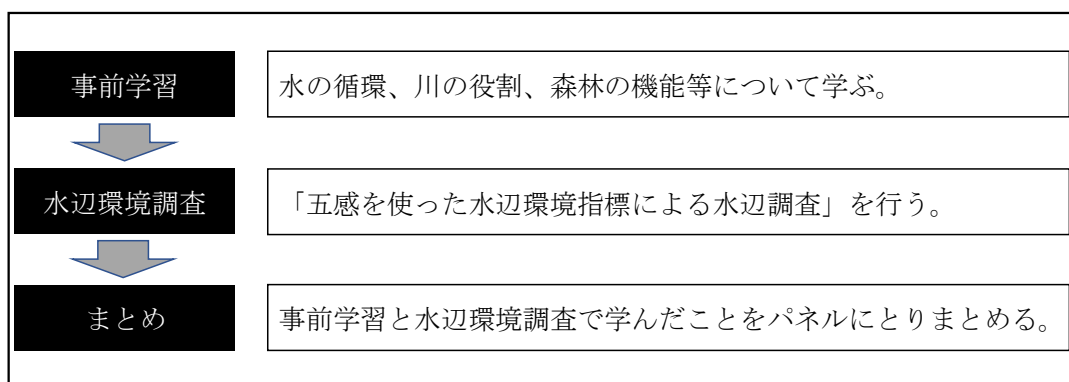 事前学習
水の循環、川の役割、森林の機能等について学ぶ。
水辺環境調査
「五感を使った水辺環境指標による水辺調査」を行う。
まとめ
事前学習と水辺環境調査で学んだことをパネルにとりまとめる。